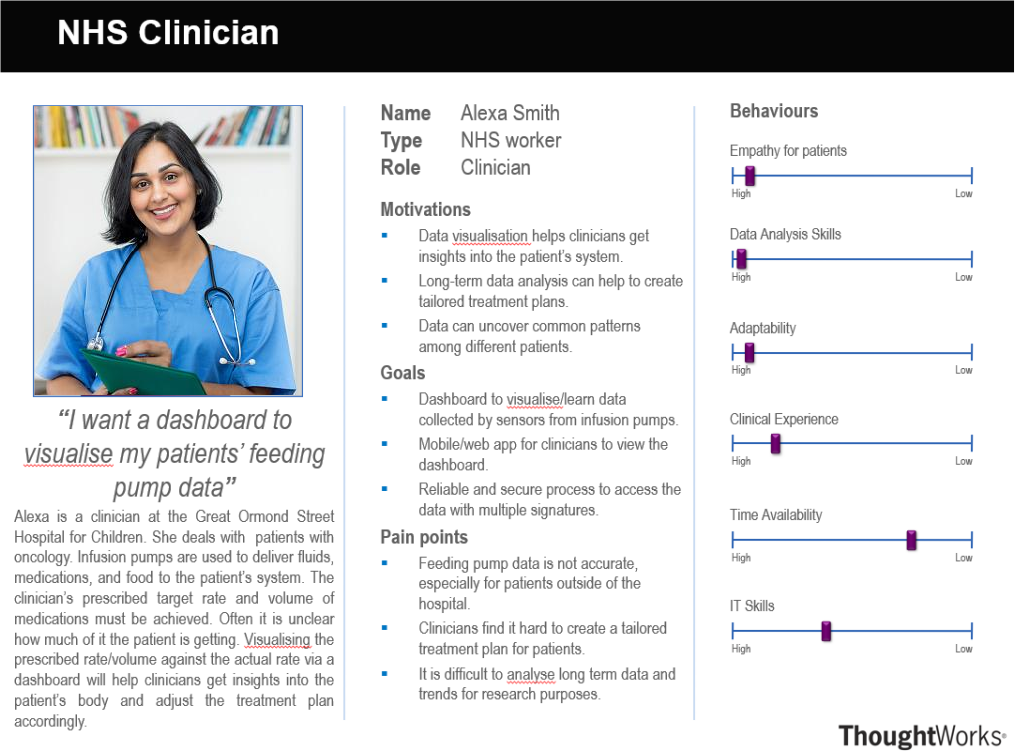 NHS Clinician
“I want a dashboard to
visualise my patients’ feeding
pump data”
Alexa is a clinician at the Great Ormond Street
Hospital for Children. She deals with patients with
oncology. Infusion pumps are used to deliver fluids,
medications, and food to the patient’s system. The
clinician’s prescribed target rate and volume of
medications must be achieved. Often it is unclear
how much of it the patient is getting. Visualising the
prescribed rate/volume against the actual rate via a
dashboard will help clinicians get insights into the
patient’s body and adjust the treatment plan
accordingly.
Name Alexa Smith
Type NHS worker
Role Clinician
Motivations
Data visualisation helps clinicians get
insights into the patient’s system.
Long-term data analysis can help to create
tailored treatment plans.
Data can uncover common patterns
among different patients.
Goals
Dashboard to visualise/learn data
collected by sensors from infusion pumps.
Mobile/web app for clinicians to view the
dashboard.
Reliable and secure process to access the
data with multiple signatures.
Pain points
Feeding pump data is not accurate,
especially for patients outside of the
hospital.
Clinicians find it hard to create a tailored
treatment plan for patients.
It is difficult to analyse long term data and
trends for research purposes.
Behaviours
Empathy for patients
High Low
Data Analysis Skills
High Low
Adaptability
High Low
Clinical Experience
High Low
Time Availability
High Low
IT Skills
High Low
ThoughtWorks®